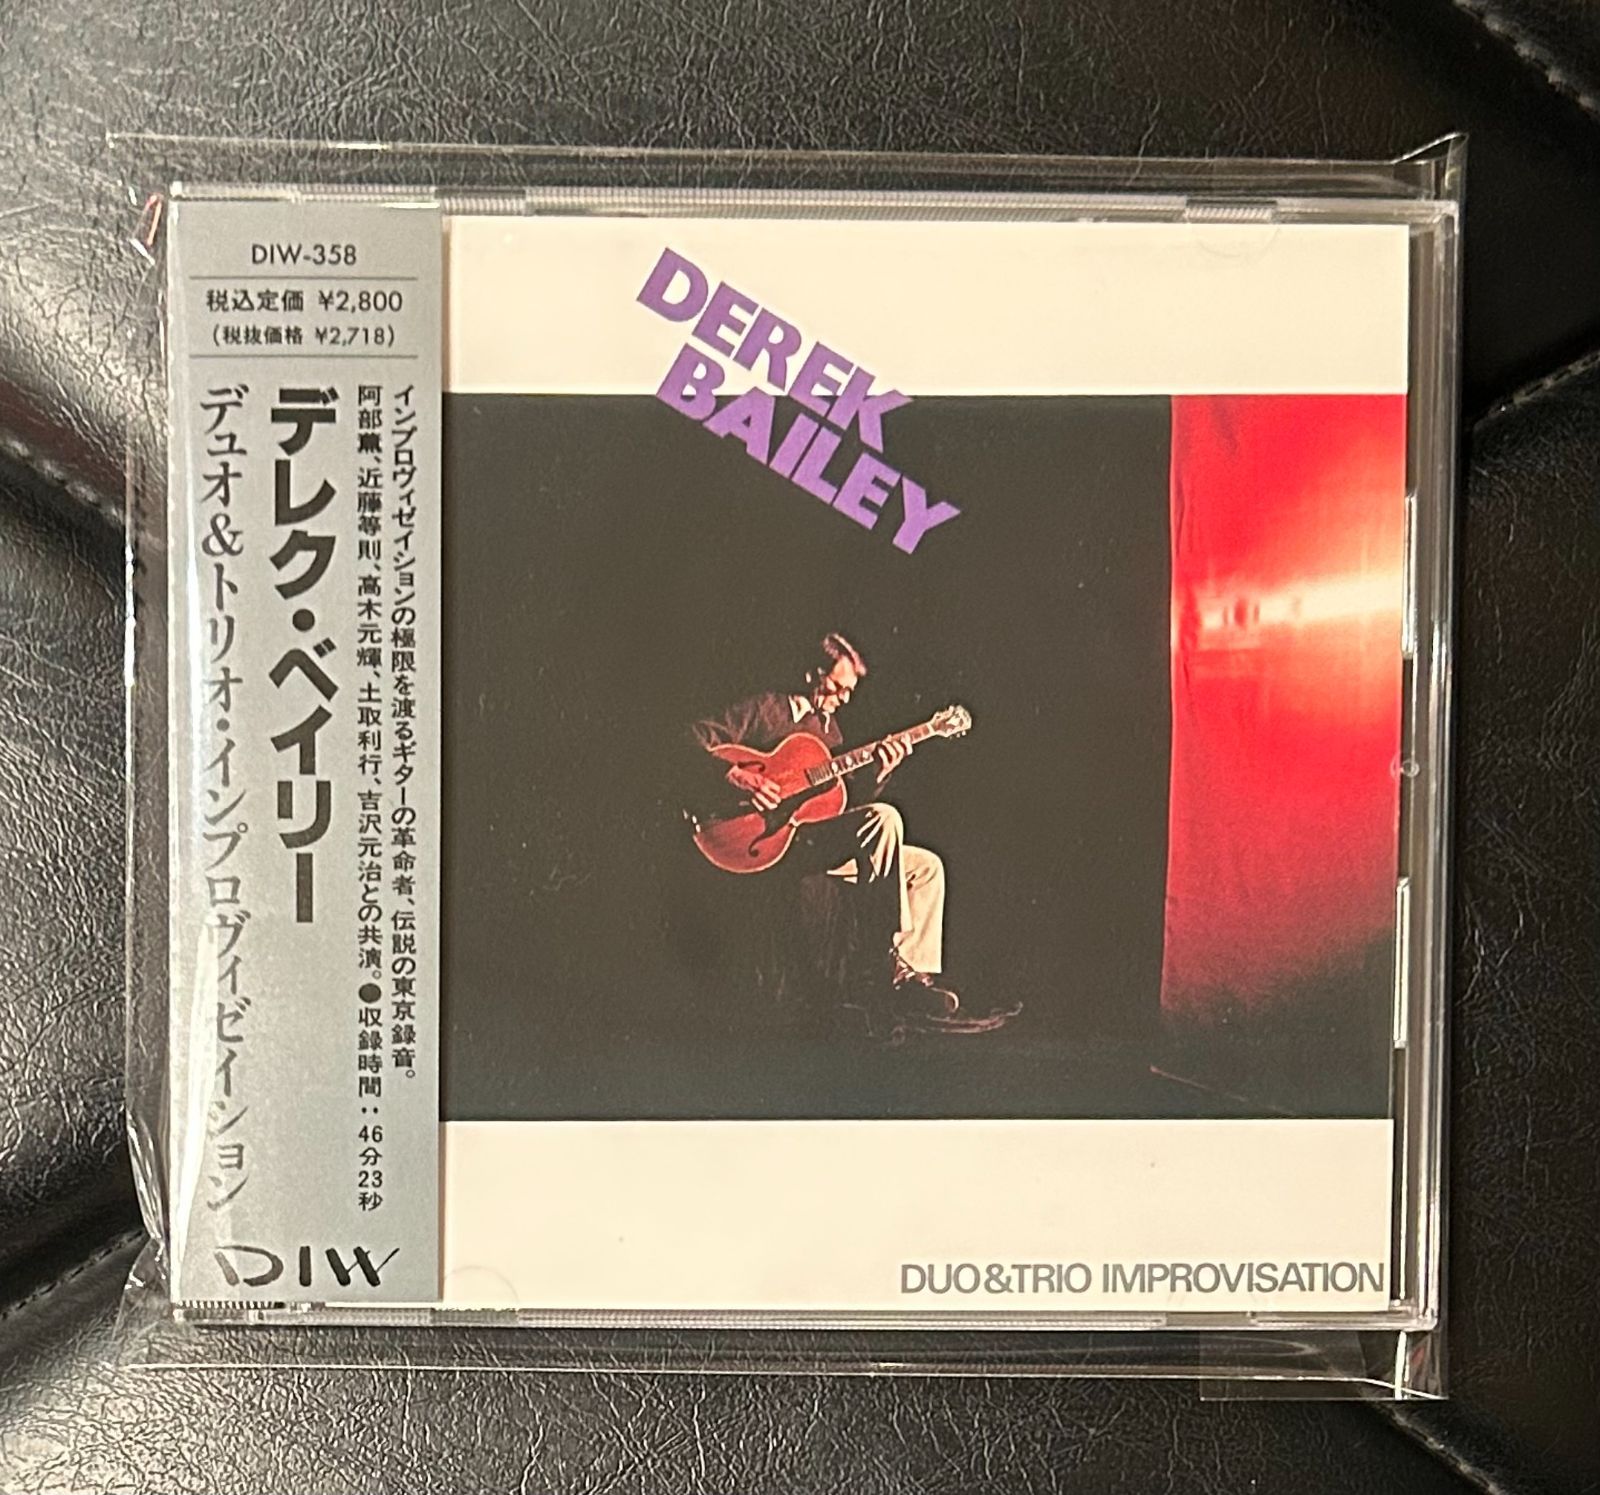 DIW-358
税込定価 ¥2,800
(税抜価格 ¥2,718)
インプロヴィゼイションの極限を渡るギターの革命者、伝説の東京録音。
阿部薫、近藤等則、高木元輝、土取利行、吉沢元治との共演。●収録時間：46分23秒
デレク・ベイリー
デュオ&トリオ・インプロヴィゼイション
DIW
DEREK
BAILEY
DUO&TRIO IMPROVISATION